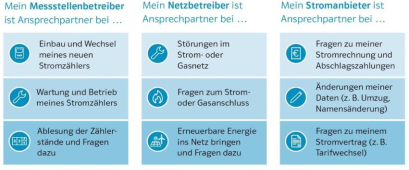 Mein Messstellenbetreiber
ist Ansprechpartner bei ...
Einbau und Wechsel
meines neuen
Stromzählers
Wartung und Betrieb
meines Stromzählers
Ablesung der Zähler-
stände und Fragen
dazu
Mein Netzbetreiber ist
Ansprechpartner bei ...
Störungen im
Strom- oder
Gasnetz
Fragen zum Strom-
oder Gasanschluss
Erneuerbare Energie
ins Netz bringen
und Fragen dazu
Mein Stromanbieter ist
Ansprechpartner bei ...
Fragen zu meiner
Stromrechnung und
Abschlagszahlungen
Änderungen meiner
Daten (z. B. Umzug,
Namensänderung)
Fragen zu meinem
Stromvertrag (z. B.
Tarifwechsel)